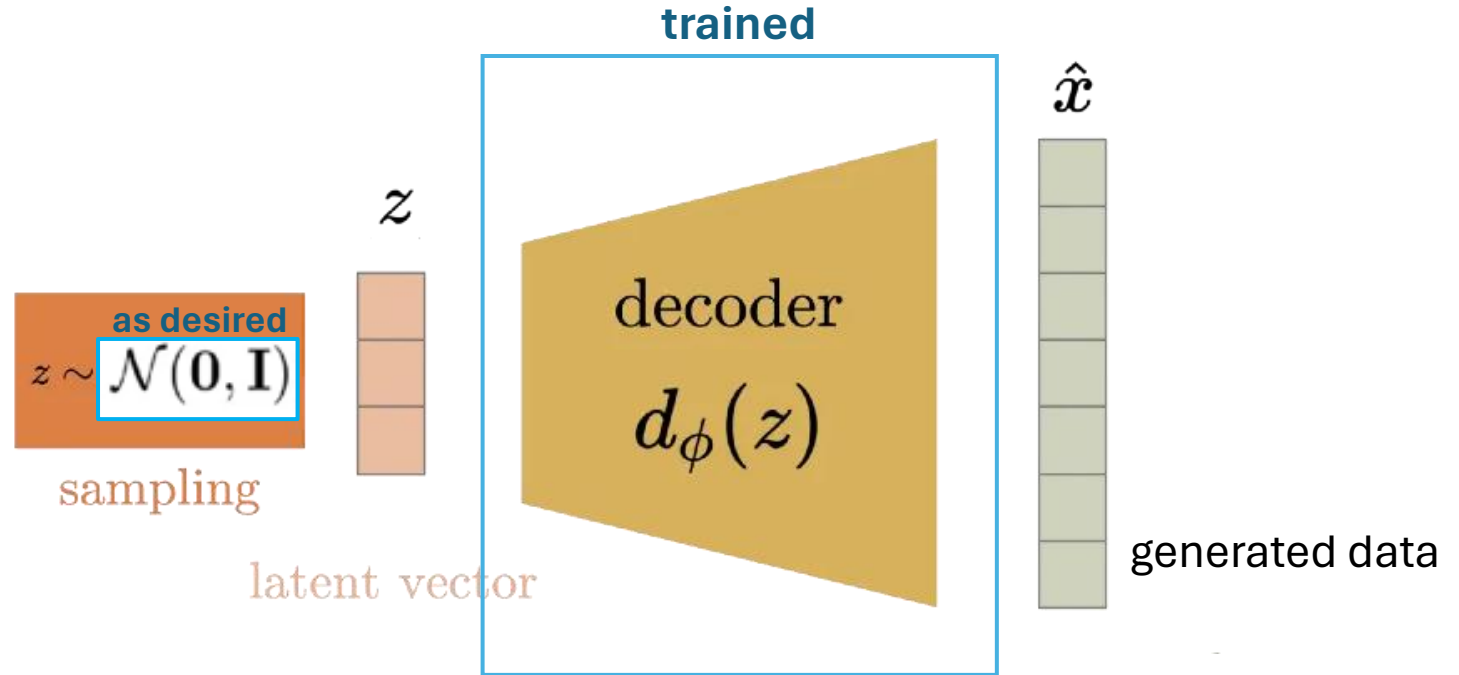 trained
x̂
z
as desired
z ∼ 𝒩(0, I)
decoder
d_ϕ(z)
sampling
latent vector
generated data